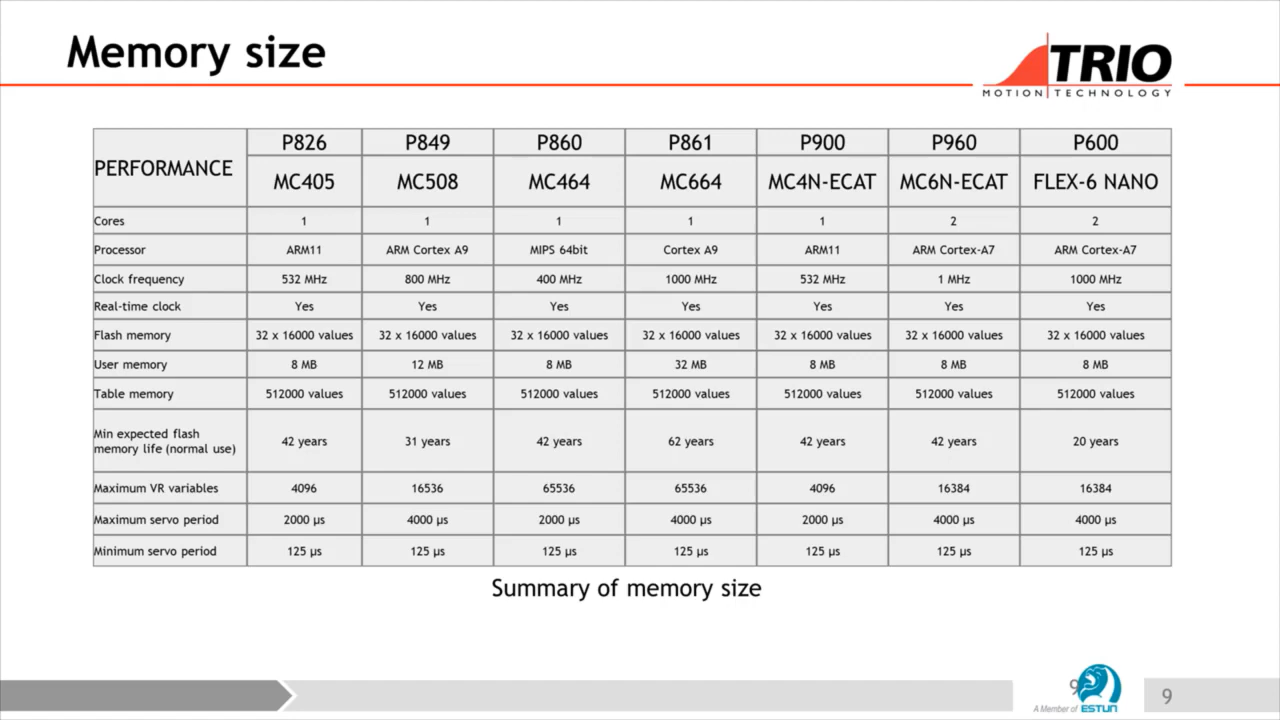 Memory size
TRIO
MOTION TECHNOLOGY
PERFORMANCE P826 P849 P860 P861 P900 P960 P600
MC405 MC508 MC464 MC664 MC4N-ECAT MC6N-ECAT FLEX-6 NANO
Cores 1 1 1 1 1 2 2
Processor ARM11 ARM Cortex A9 MIPS 64bit Cortex A9 ARM11 ARM Cortex-A7 ARM Cortex-A7
Clock frequency 532 MHz 800 MHz 400 MHz 1000 MHz 532 MHz 1 MHz 1000 MHz
Real-time clock Yes Yes Yes Yes Yes Yes Yes
Flash memory 32 x 16000 values 32 x 16000 values 32 x 16000 values 32 x 16000 values 32 x 16000 values 32 x 16000 values 32 x 16000 values
User memory 8 MB 12 MB 8 MB 32 MB 8 MB 8 MB 8 MB
Table memory 512000 values 512000 values 512000 values 512000 values 512000 values 512000 values 512000 values
Min expected flash
memory life (normal use) 42 years 31 years 42 years 62 years 42 years 42 years 20 years
Maximum VR variables 4096 16536 65536 65536 4096 16384 16384
Maximum servo period 2000 µs 4000 µs 2000 µs 4000 µs 2000 µs 4000 µs 4000 µs
Minimum servo period 125 µs 125 µs 125 µs 125 µs 125 µs 125 µs 125 µs
Summary of memory size
9
A Member of ESTUN
9